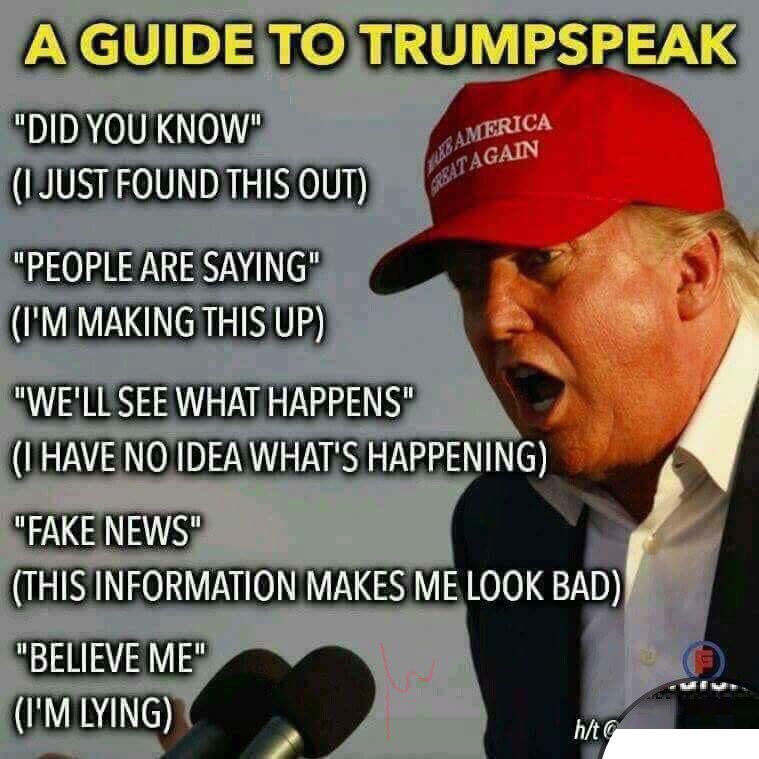 A GUIDE TO TRUMPSPEAK
"DID YOU KNOW"
(I JUST FOUND THIS OUT)
"PEOPLE ARE SAYING"
(I'M MAKING THIS UP)
"WE'LL SEE WHAT HAPPENS"
(I HAVE NO IDEA WHAT'S HAPPENING)
"FAKE NEWS"
(THIS INFORMATION MAKES ME LOOK BAD)
"BELIEVE ME"
(I'M LYING)
MAKE AMERICA
GREAT AGAIN
F
h/t @